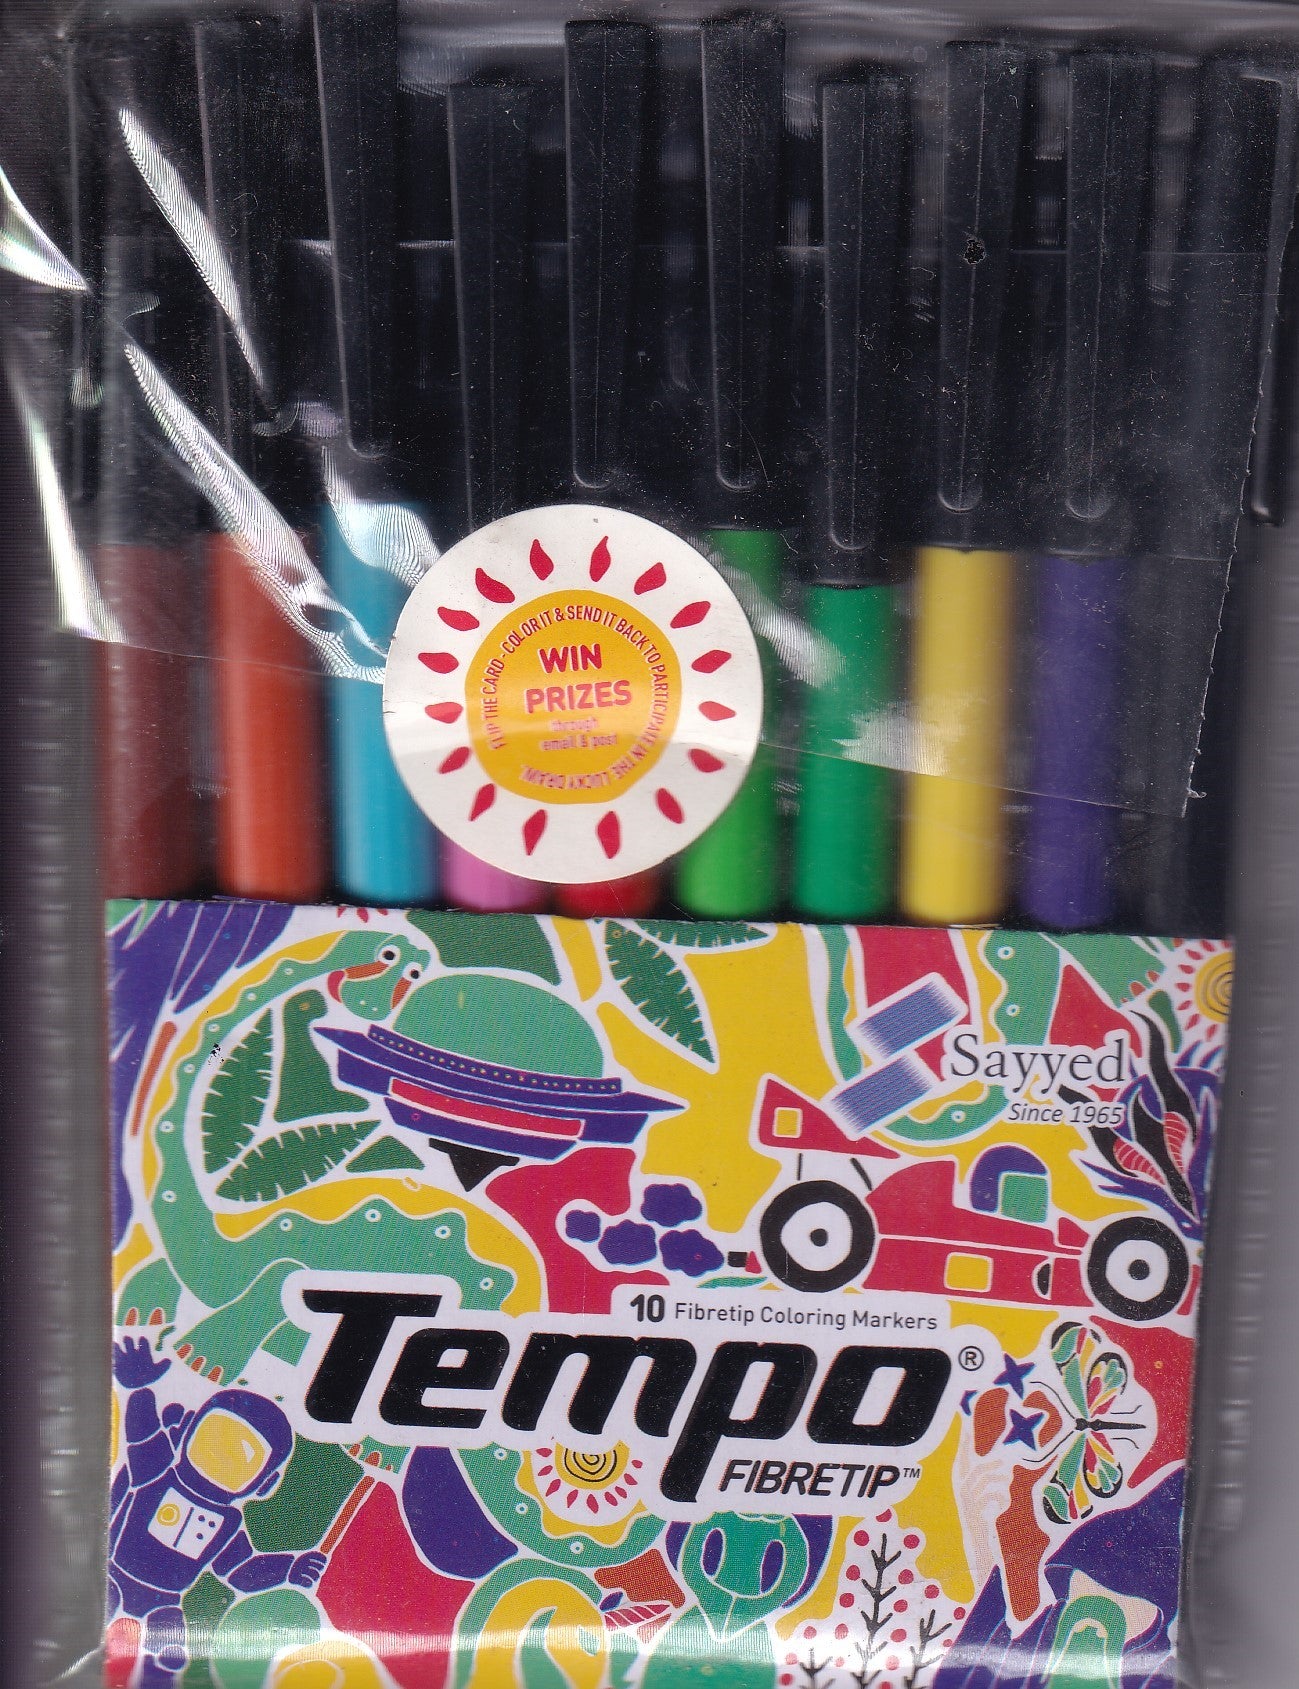 FLIP THE CARD - COLOR IT & SEND IT BACK TO PARTICIPATE IN THE LUCKY DRAW.
WIN
PRIZES
through
email & post
Sayyed
Since 1965
10 Fibretip Coloring Markers
Tempo®
FIBRETIP™